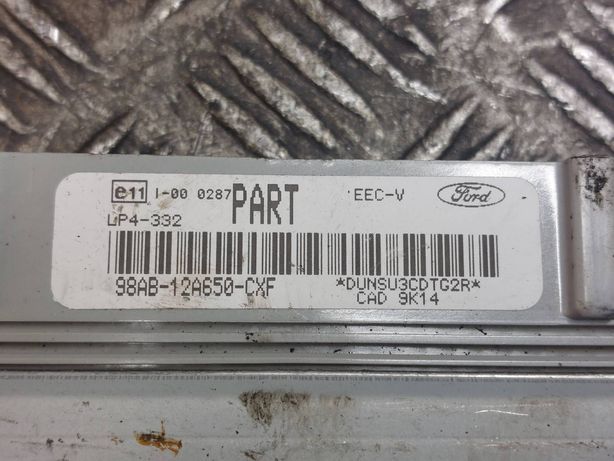 e11 I-00 0287 PART EEC-V Ford
LP4-332
98AB-12A650-CXF *DUNSU3CDTG2R*
CAD 9K14